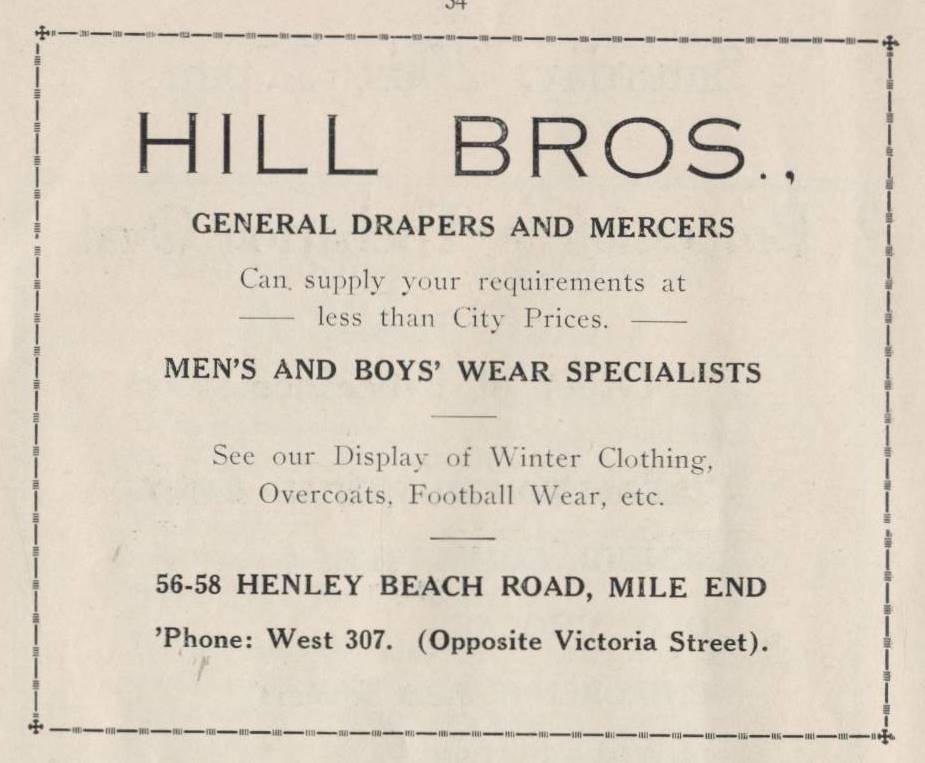 34
HILL BROS.,
GENERAL DRAPERS AND MERCERS
Can supply your requirements at
less than City Prices.
MEN'S AND BOYS' WEAR SPECIALISTS
See our Display of Winter Clothing,
Overcoats, Football Wear, etc.
56-58 HENLEY BEACH ROAD, MILE END
'Phone: West 307. (Opposite Victoria Street).